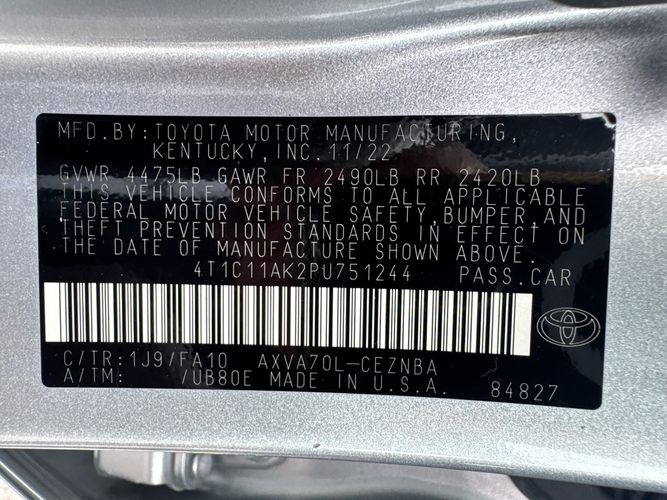 MFD.BY:TOYOTA MOTOR MANUFACTURING,
KENTUCKY, INC. 11/22
GVWR 4475LB GAWR FR 2490LB RR 2420LB
THIS VEHICLE CONFORMS TO ALL APPLICABLE
FEDERAL MOTOR VEHICLE SAFETY,BUMPER AND
THEFT PREVENTION STANDARDS IN EFFECT ON
THE DATE OF MANUFACTURE SHOWN ABOVE.
4T1C11AK2PU751244 PASS.CAR
C/TR:1J9/FA10 AXVA70L-CEZNBA
A/TM: /UB80E MADE IN U.S.A. 84827